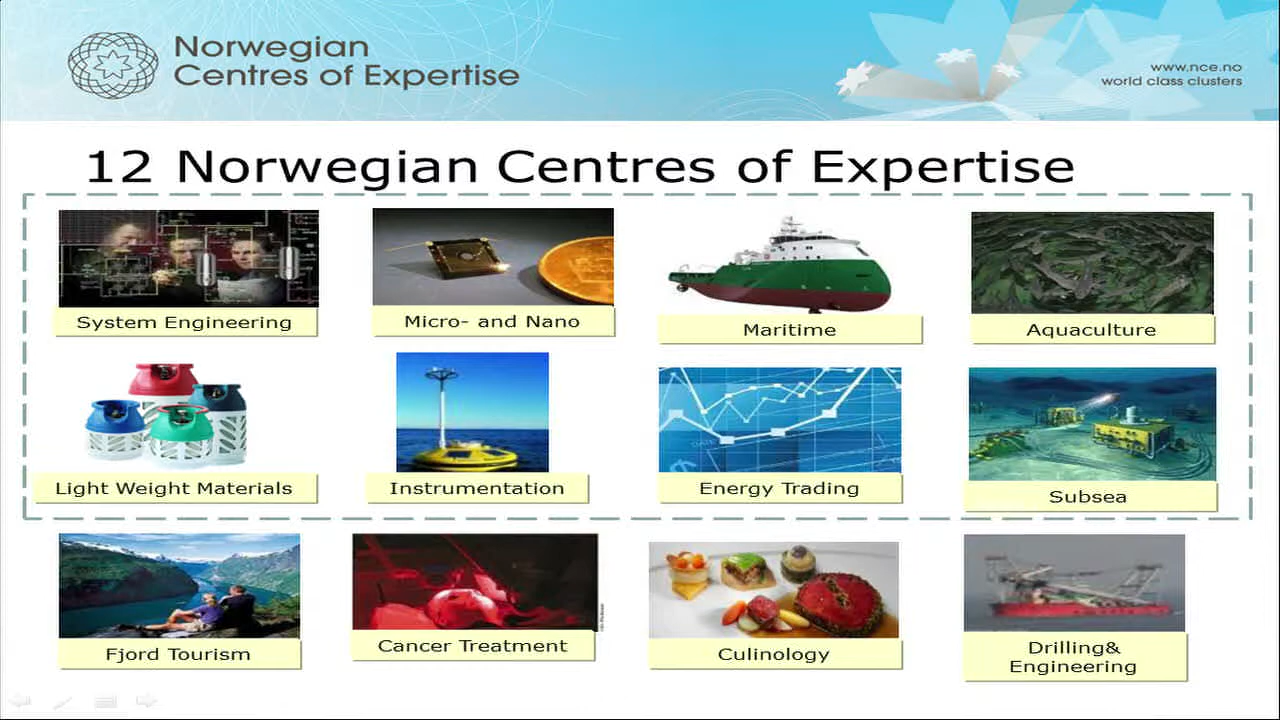 Norwegian
Centres of Expertise
www.nce.no
world class clusters
12 Norwegian Centres of Expertise
System Engineering
Micro- and Nano
Maritime
Aquaculture
Light Weight Materials
Instrumentation
Energy Trading
Subsea
Fjord Tourism
Cancer Treatment
Culinology
Drilling&
Engineering